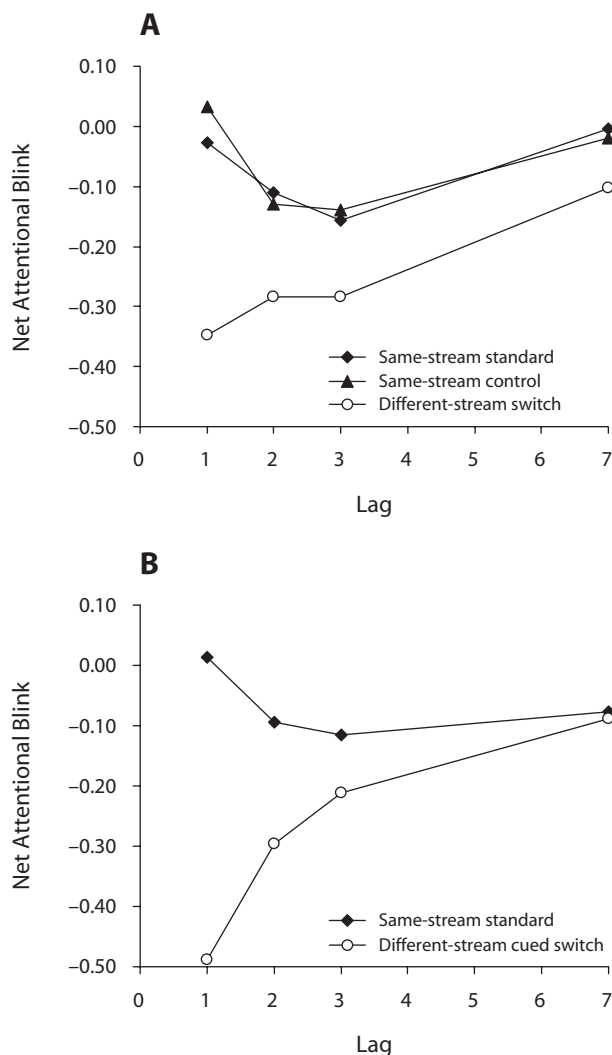 A
0.10
0.00
−0.10
−0.20
−0.30
−0.40
−0.50
Net Attentional Blink
Same-stream standard
Same-stream control
Different-stream switch
0 1 2 3 4 5 6 7
Lag
B
0.10
0.00
−0.10
−0.20
−0.30
−0.40
−0.50
Net Attentional Blink
Same-stream standard
Different-stream cued switch
0 1 2 3 4 5 6 7
Lag